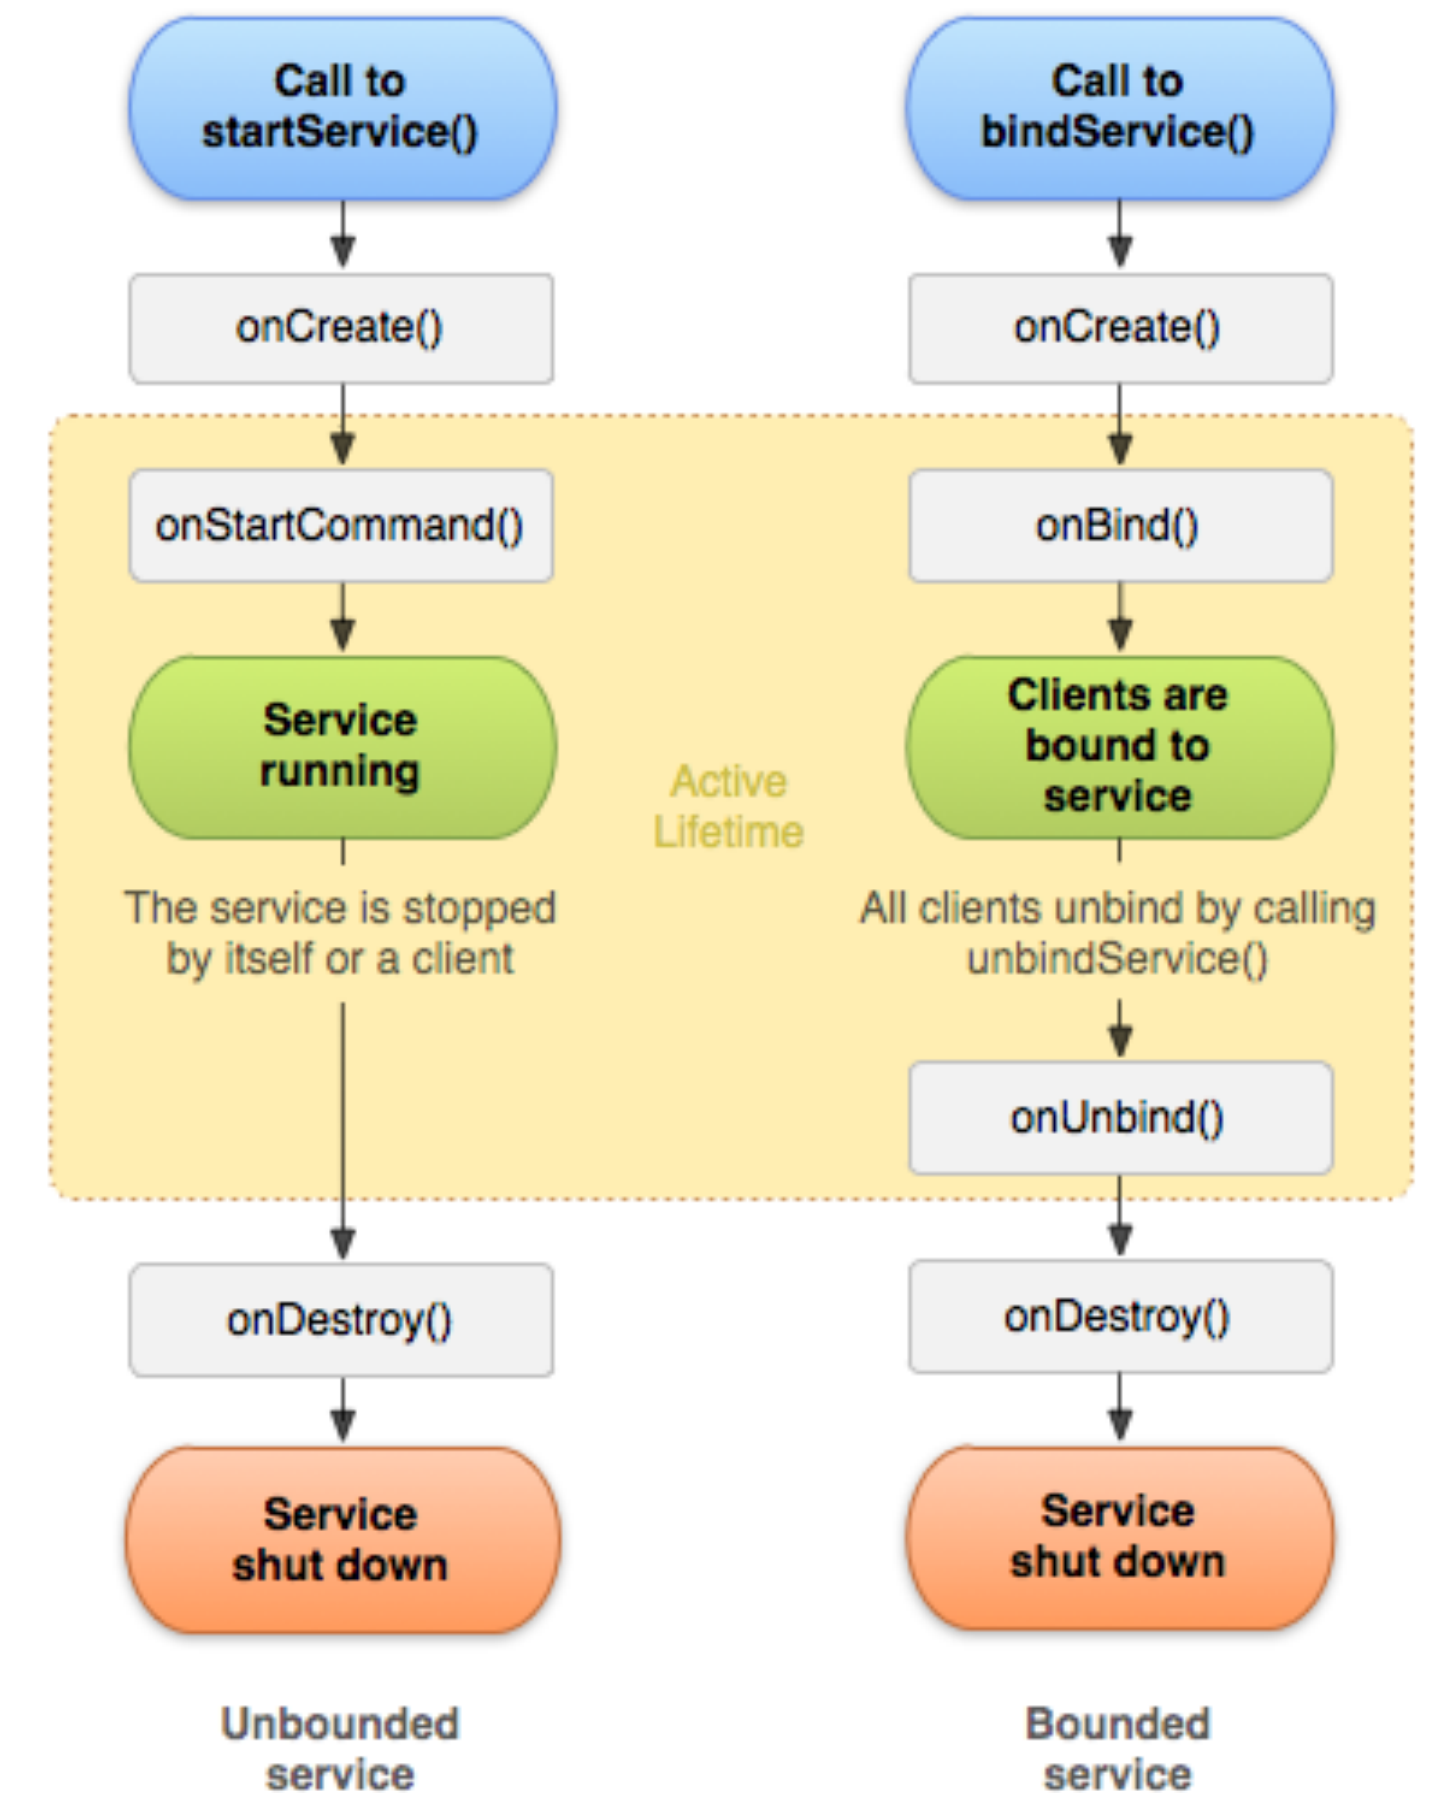 Call to
startService()
onCreate()
onStartCommand()
Service
running
The service is stopped
by itself or a client
onDestroy()
Service
shut down
Unbounded
service
Active
Lifetime
Call to
bindService()
onCreate()
onBind()
Clients are
bound to
service
All clients unbind by calling
unbindService()
onUnbind()
onDestroy()
Service
shut down
Bounded
service